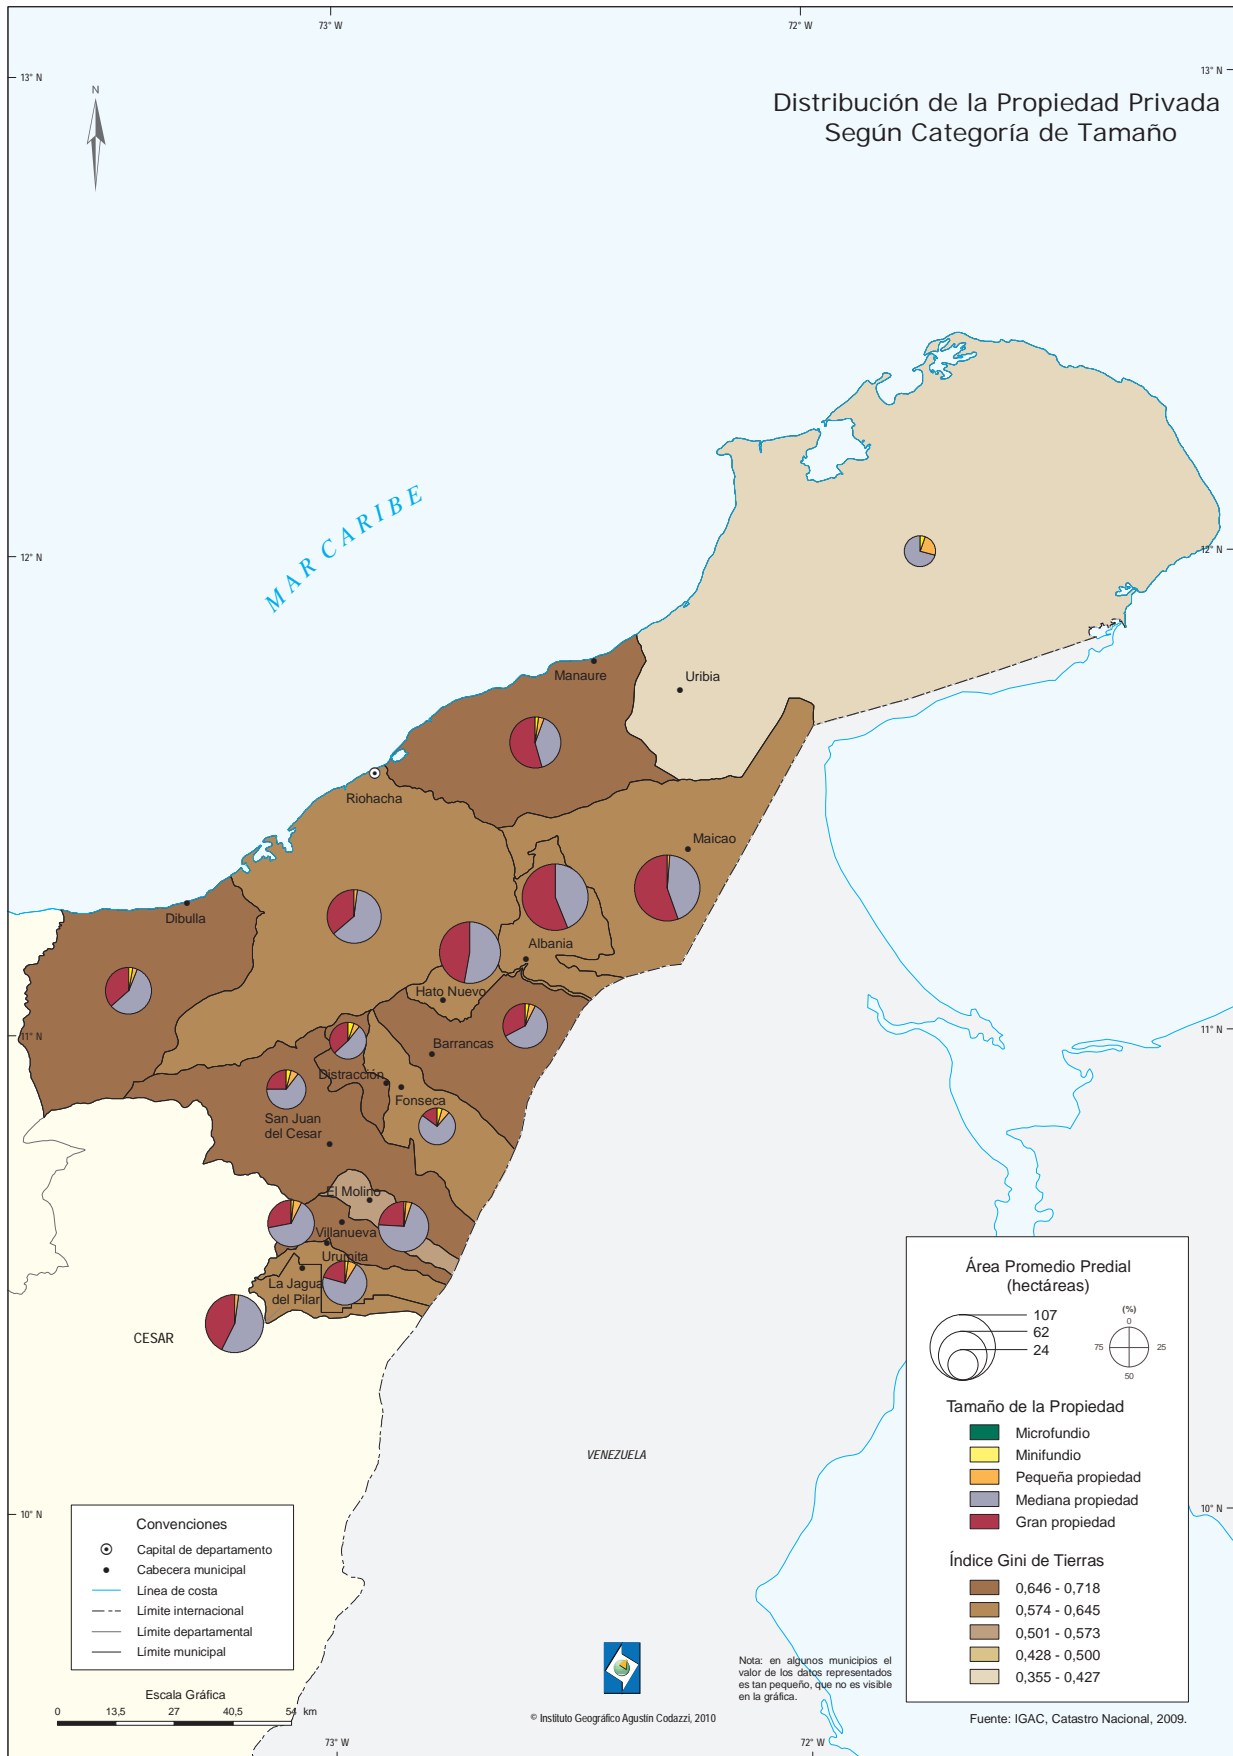 73° W
72° W
13° N
13° N
N
Distribución de la Propiedad Privada
Según Categoría de Tamaño
MAR CARIBE
12° N
12° N
Manaure
Uribia
Riohacha
Maicao
Dibulla
Albania
Hato Nuevo
11° N
11° N
Barrancas
Distracción
Fonseca
San Juan
del Cesar
El Molino
Villanueva
Urumita
La Jagua
del Pilar
CESAR
VENEZUELA
10° N
10° N
Área Promedio Predial
(hectáreas)
107
62
24
(%)
0
75
25
50
Tamaño de la Propiedad
Microfundio
Minifundio
Pequeña propiedad
Mediana propiedad
Gran propiedad
Índice Gini de Tierras
0,646 - 0,718
0,574 - 0,645
0,501 - 0,573
0,428 - 0,500
0,355 - 0,427
Convenciones
Capital de departamento
Cabecera municipal
Línea de costa
Límite internacional
Límite departamental
Límite municipal
Escala Gráfica
0 13,5 27 40,5 54 km
Nota: en algunos municipios el
valor de los datos representados
es tan pequeño, que no es visible
en la gráfica.
© Instituto Geográfico Agustín Codazzi, 2010
Fuente: IGAC, Catastro Nacional, 2009.
73° W
72° W